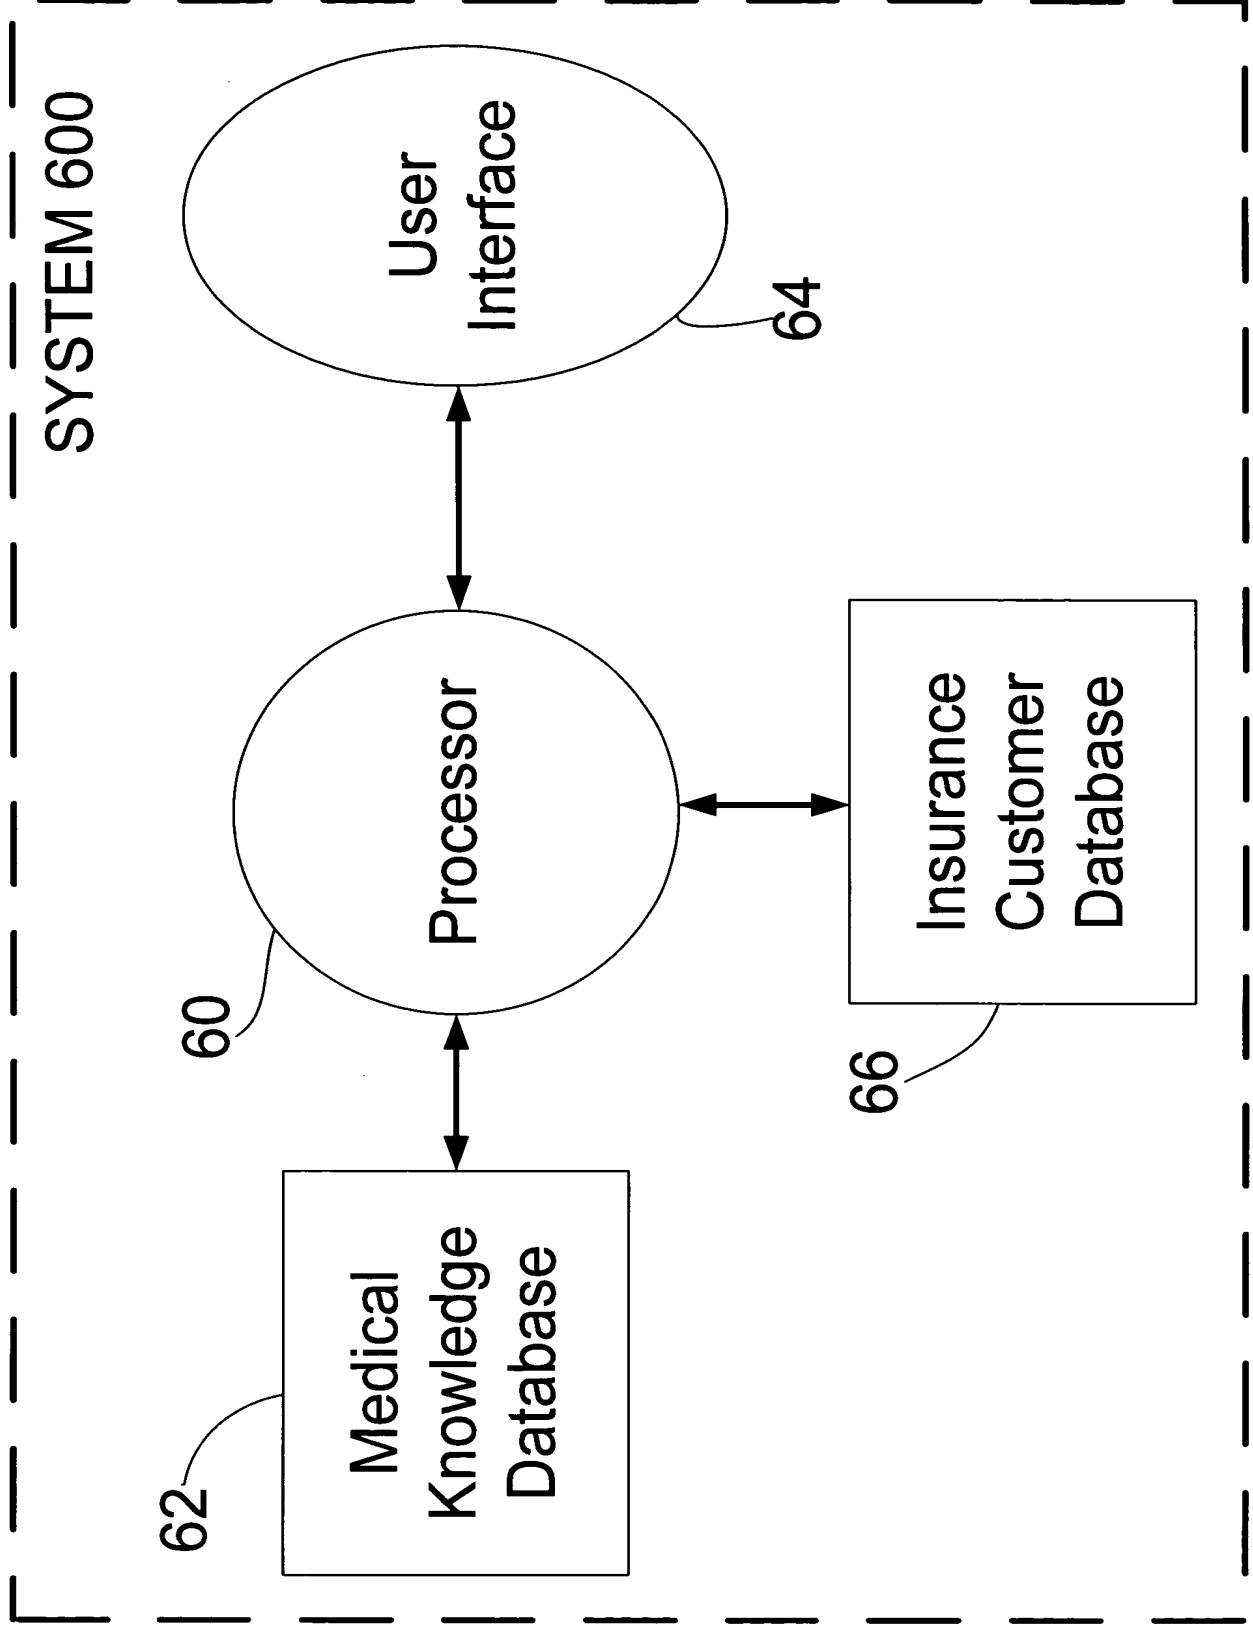 SYSTEM 600
62
Medical
Knowledge
Database
60
Processor
User
Interface
64
66
Insurance
Customer
Database